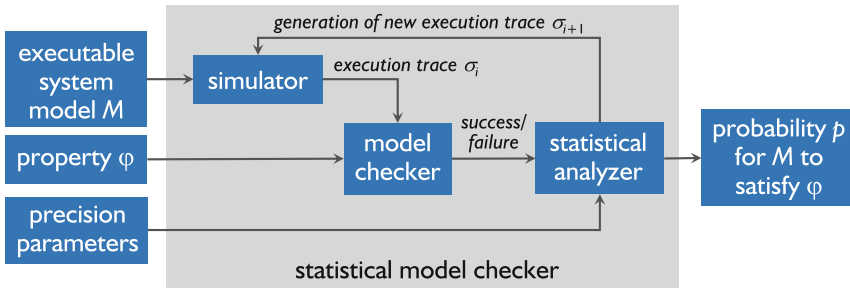 generation of new execution trace σi+1
executable
system
model M
simulator
execution trace σi
property φ
model
checker
success/
failure
statistical
analyzer
probability p
for M to
satisfy φ
precision
parameters
statistical model checker